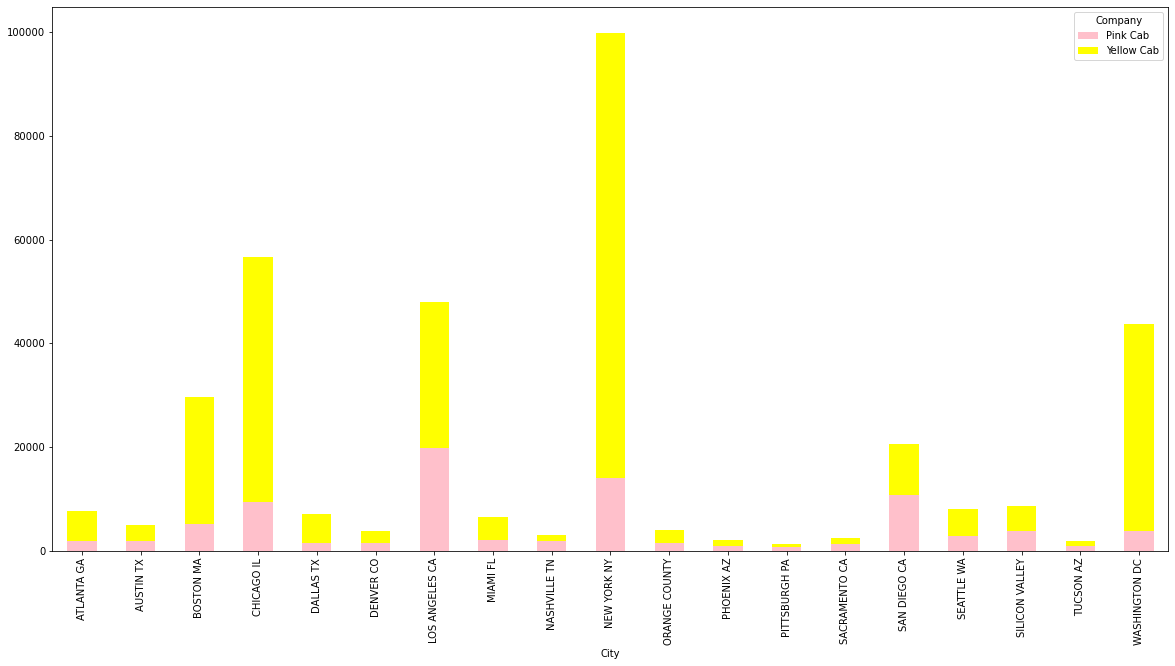 100000
80000
60000
40000
20000
0
Company
Pink Cab
Yellow Cab
ATLANTA GA
AUSTIN TX
BOSTON MA
CHICAGO IL
DALLAS TX
DENVER CO
LOS ANGELES CA
MIAMI FL
NASHVILLE TN
NEW YORK NY
ORANGE COUNTY
PHOENIX AZ
PITTSBURGH PA
SACRAMENTO CA
SAN DIEGO CA
SEATTLE WA
SILICON VALLEY
TUCSON AZ
WASHINGTON DC
City